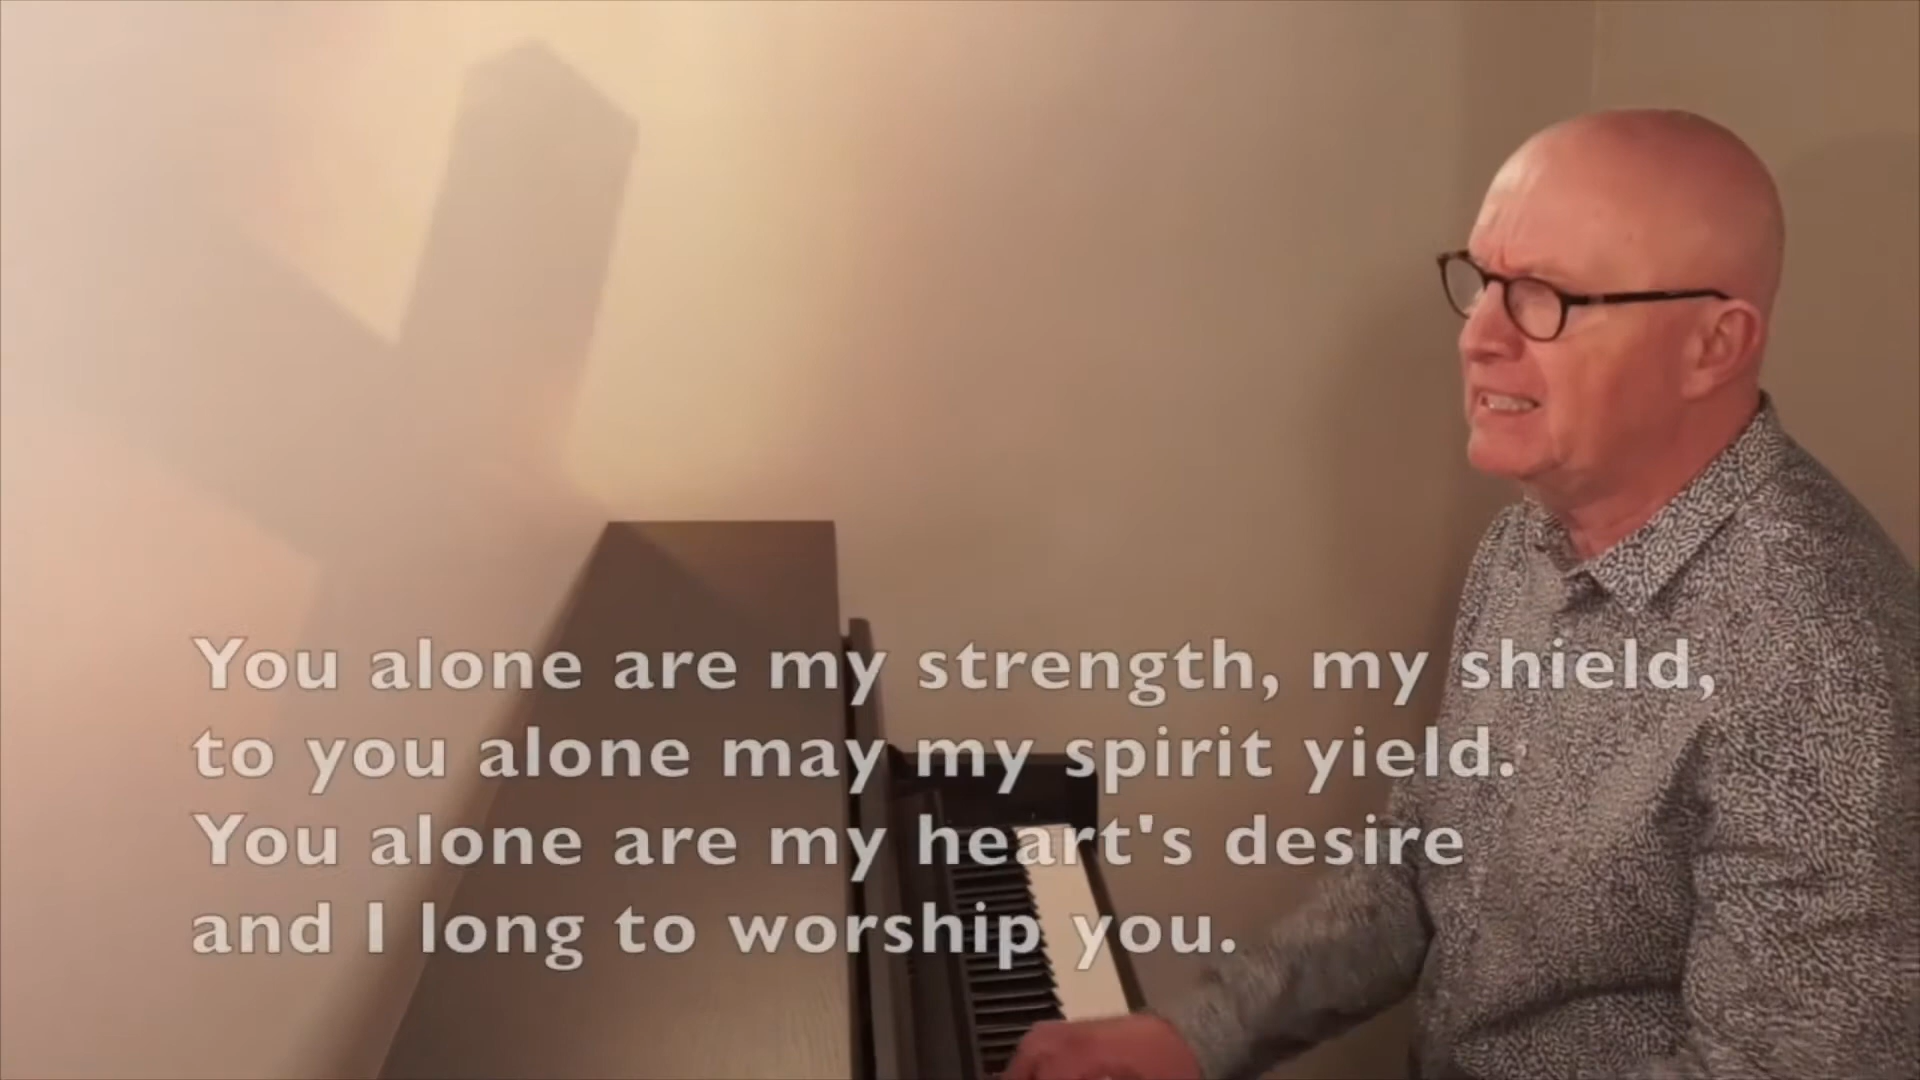 You alone are my strength, my shield,
to you alone may my spirit yield.
You alone are my heart's desire
and I long to worship you.